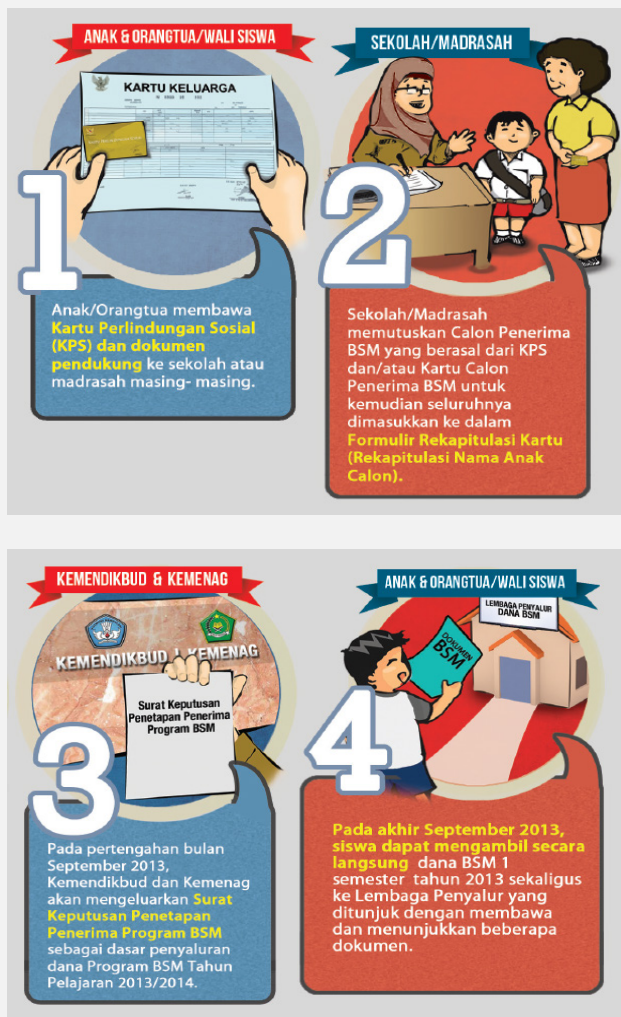 ANAK & ORANGTUA/WALI SISWA
KARTU KELUARGA
1
Anak/Orangtua membawa
Kartu Perlindungan Sosial
(KPS) dan dokumen
pendukung ke sekolah atau
madrasah masing- masing.
SEKOLAH/MADRASAH
2
Sekolah/Madrasah
memutuskan Calon Penerima
BSM yang berasal dari KPS
dan/atau Kartu Calon
Penerima BSM untuk
kemudian seluruhnya
dimasukkan ke dalam
Formulir Rekapitulasi Kartu
(Rekapitulasi Nama Anak
Calon).
KEMENDIKBUD & KEMENAG
KEMENDIKBUD | KEMENAG
Surat Keputusan
Penetapan Penerima
Program BSM
3
Pada pertengahan bulan
September 2013,
Kemendikbud dan Kemenag
akan mengeluarkan Surat
Keputusan Penetapan
Penerima Program BSM
sebagai dasar penyaluran
dana Program BSM Tahun
Pelajaran 2013/2014.
ANAK & ORANGTUA/WALI SISWA
LEMBAGA PENYALUR
DANA BSM
DOKUMEN
BSM
4
Pada akhir September 2013,
siswa dapat mengambil secara
langsung dana BSM 1
semester tahun 2013 sekaligus
ke Lembaga Penyalur yang
ditunjuk dengan membawa
dan menunjukkan beberapa
dokumen.